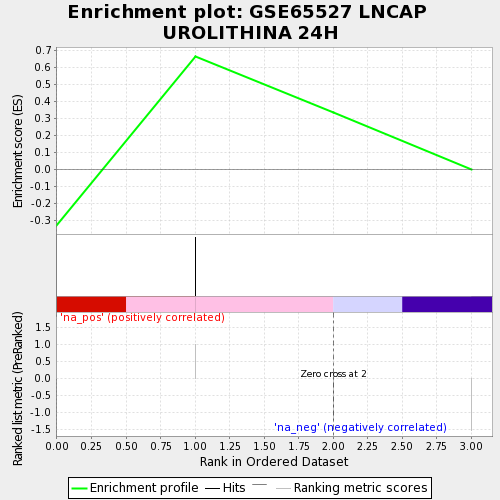 Enrichment plot: GSE65527 LNCAP
UROLITHINA 24H
Enrichment score (ES)
0.7
0.6
0.5
0.4
0.3
0.2
0.1
0.0
-0.1
-0.2
-0.3
'na_pos' (positively correlated)
Ranked list metric (PreRanked)
1.5
1.0
0.5
0.0
-0.5
-1.0
-1.5
Zero cross at 2
'na_neg' (negatively correlated)
0.00 0.25 0.50 0.75 1.00 1.25 1.50 1.75 2.00 2.25 2.50 2.75 3.00
Rank in Ordered Dataset
Enrichment profile Hits Ranking metric scores